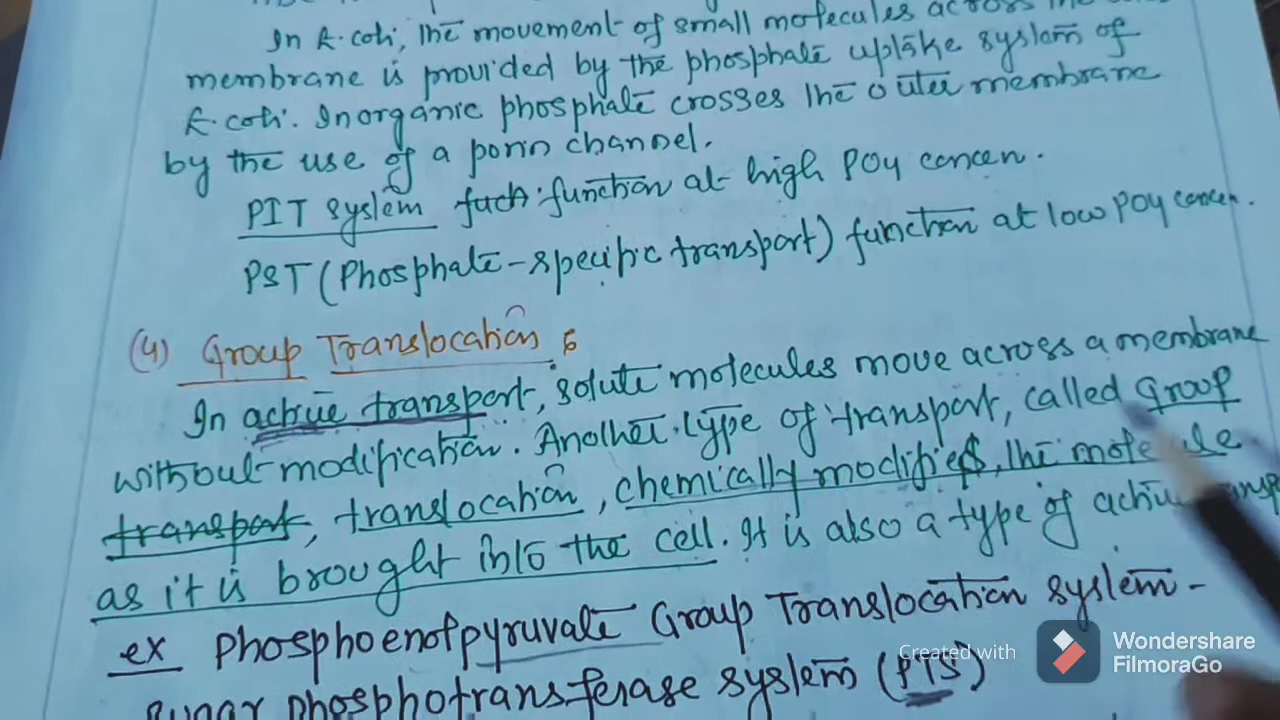 In E.coli, the movement of small molecules across the
membrane is provided by the phosphate uptake system of
E.coli. Inorganic phosphate crosses the outer membrane
by the use of a porin channel.
PIT system function at high PO4 concen.
PST (Phosphate-specific transport) function at low PO4 concen.
(4) Group Translocation :
In active transport, solute molecules move across a membrane
without modification. Another type of transport, called Group
transport, translocation, chemically modifies, the molecule
as it is brought into the cell. It is also a type of active
ex Phosphoenolpyruvate Group Translocation system-
sugar phosphotransferase system (PTS)
Created with
Wondershare
FilmoraGo